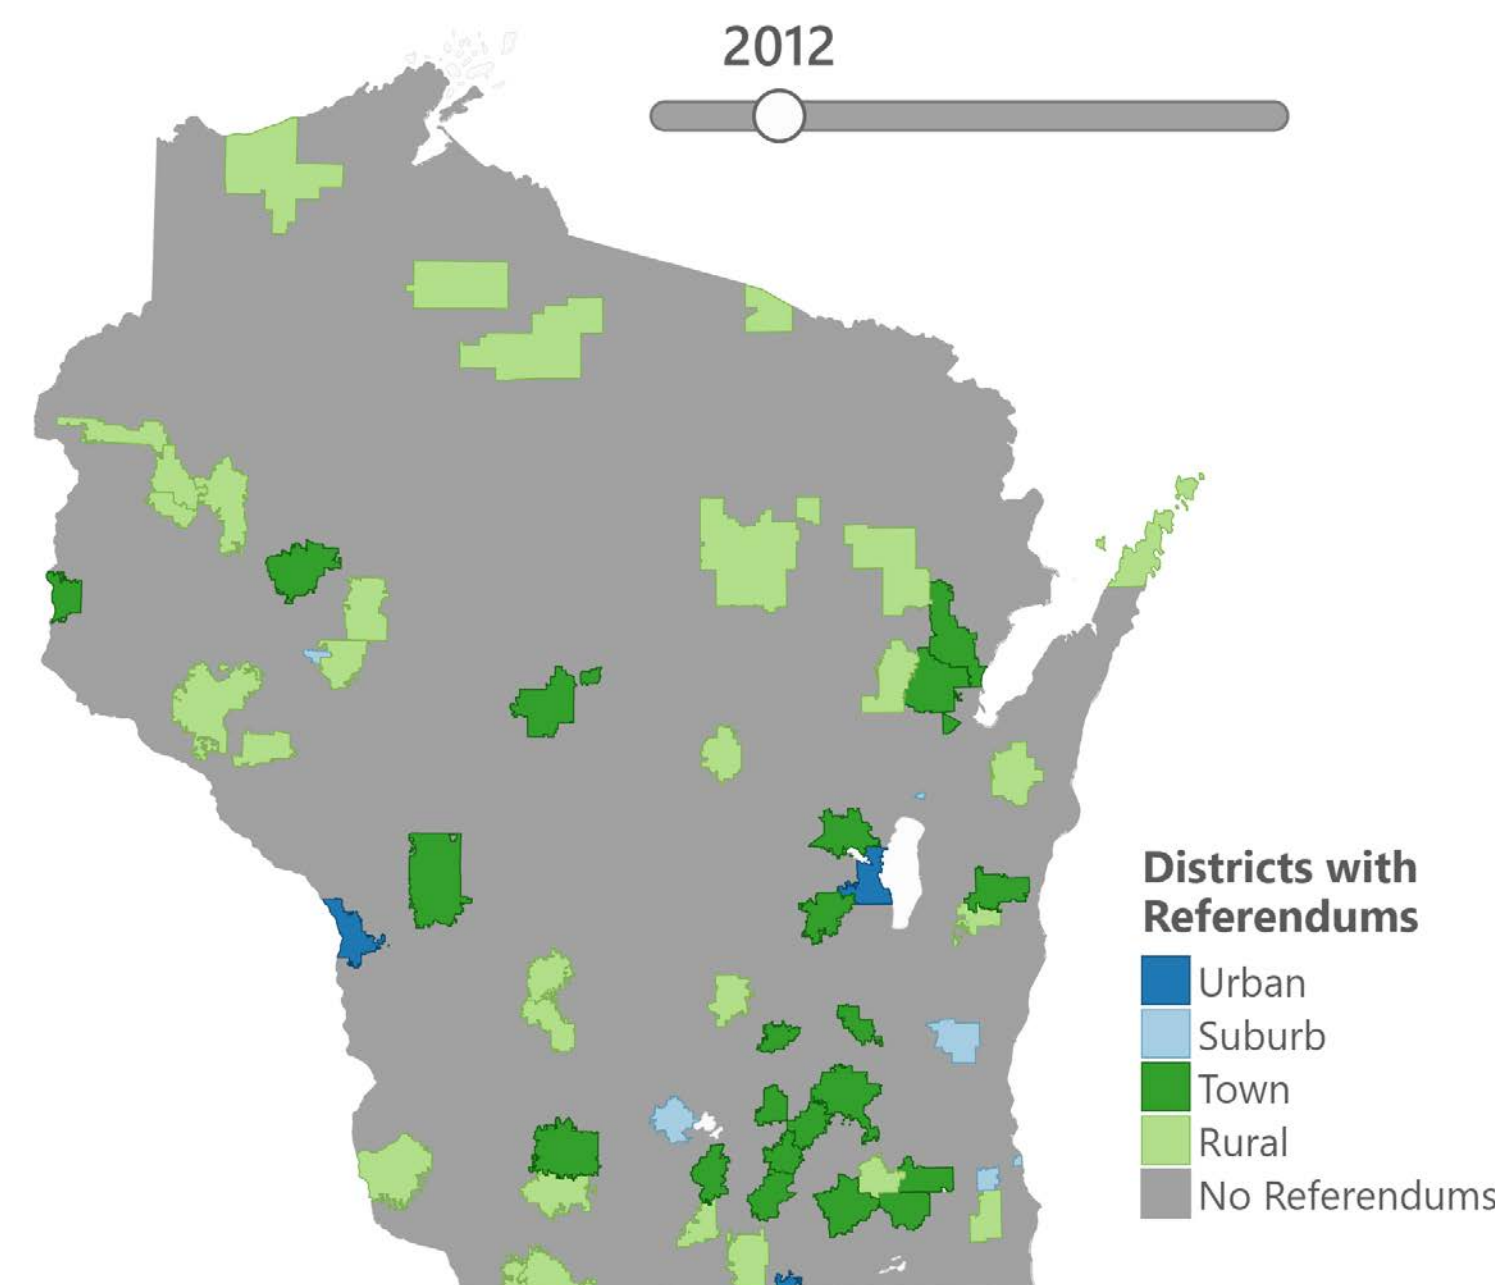 2012
Districts with
Referendums
Urban
Suburb
Town
Rural
No Referendums